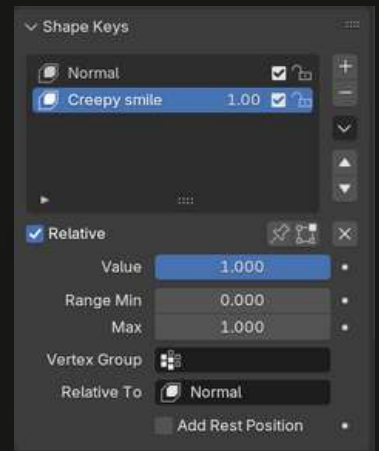 Shape Keys
Normal
Creepy smile 1.00
Relative
Value 1.000
Range Min 0.000
Max 1.000
Vertex Group
Relative To Normal
Add Rest Position